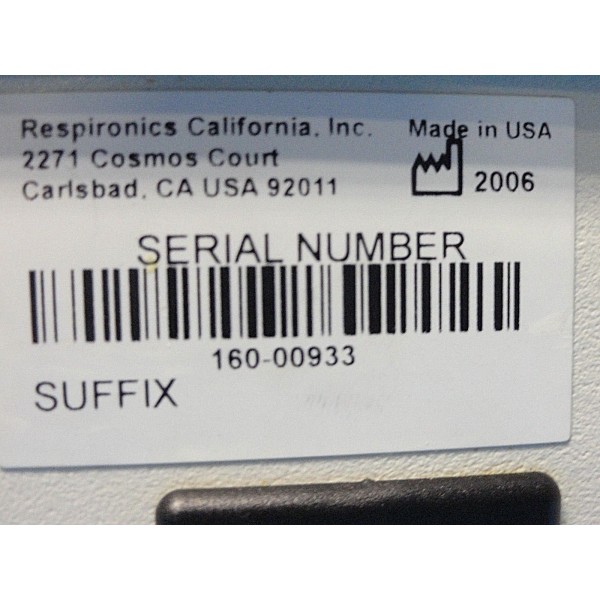 Respironics California, Inc.
2271 Cosmos Court
Carlsbad, CA USA 92011
Made in USA
2006
SERIAL NUMBER
160-00933
SUFFIX